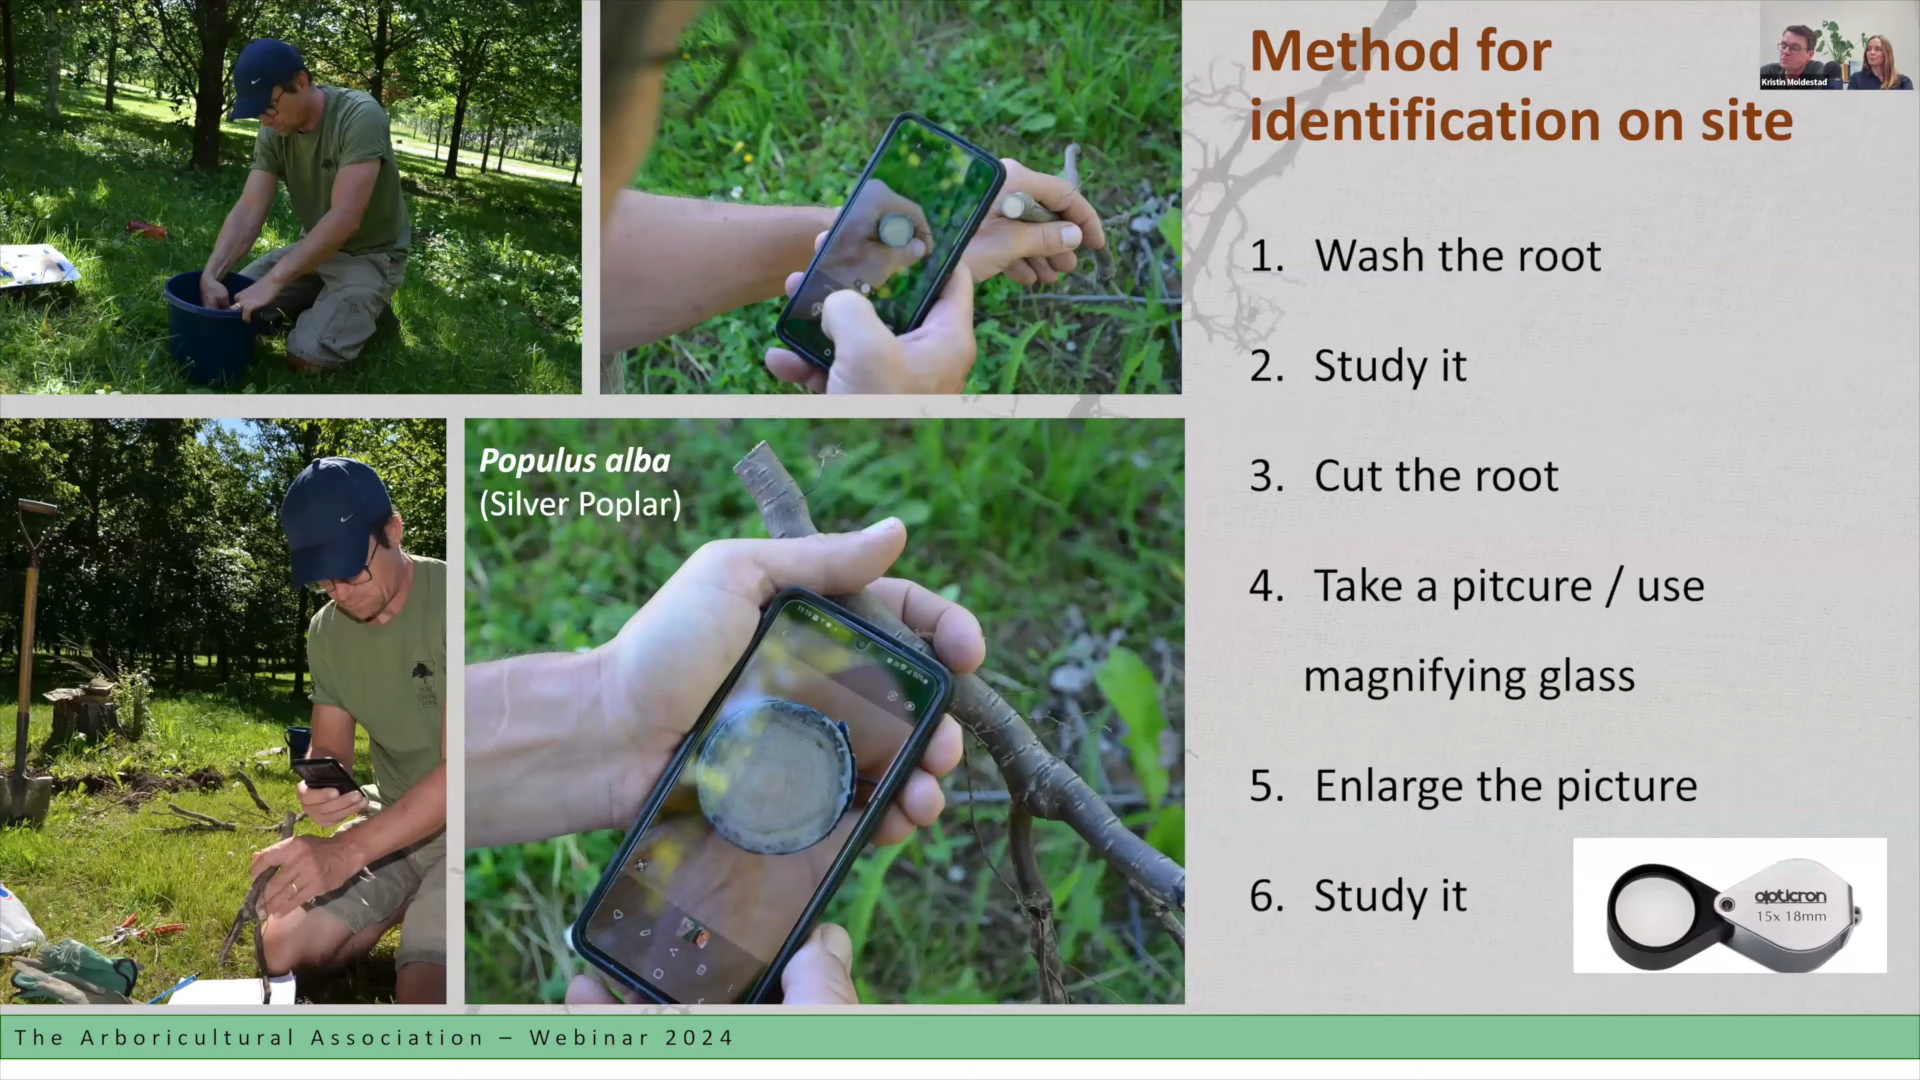 Method for
identification on site
Kristin Moldestad
1. Wash the root
2. Study it
3. Cut the root
4. Take a pitcure / use
magnifying glass
5. Enlarge the picture
6. Study it
Populus alba
(Silver Poplar)
opticron
15x 18mm
The Arboricultural Association – Webinar 2024